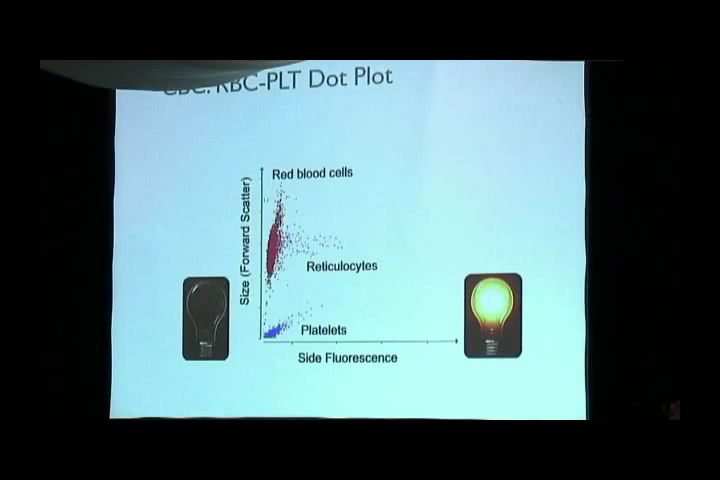 CBC: RBC-PLT Dot Plot
Red blood cells
Size (Forward Scatter)
Reticulocytes
Platelets
Side Fluorescence